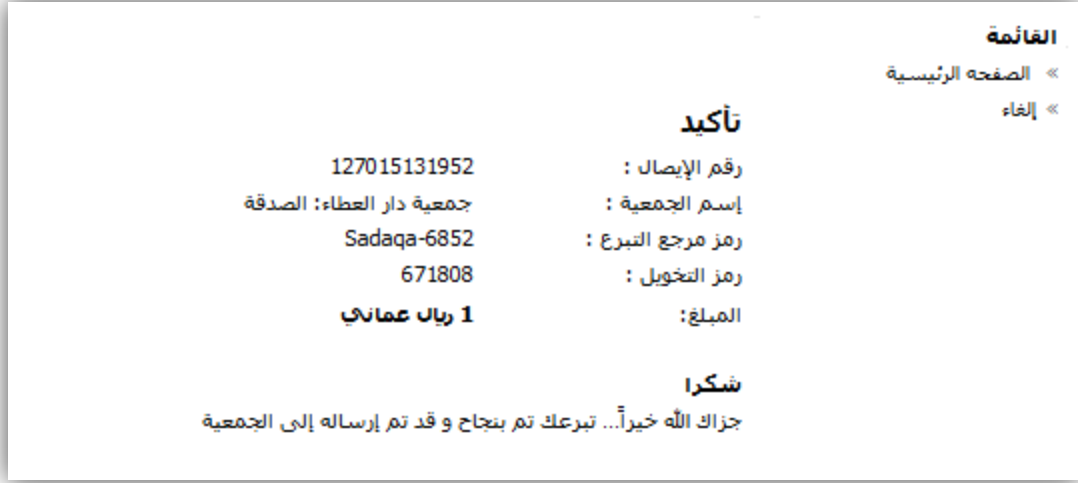 القائمة
» الصفحه الرئيسية
» إلغاء
تأكيد
رقم الإيصال : 127015131952
إسم الجمعية : جمعية دار العطاء: الصدقة
رمز مرجع التبرع : Sadaqa-6852
رمز التخويل : 671808
المبلغ: 1 ريال عماني
شكرا
جزاك الله خيراً... تبرعك تم بنجاح و قد تم إرساله إلى الجمعية